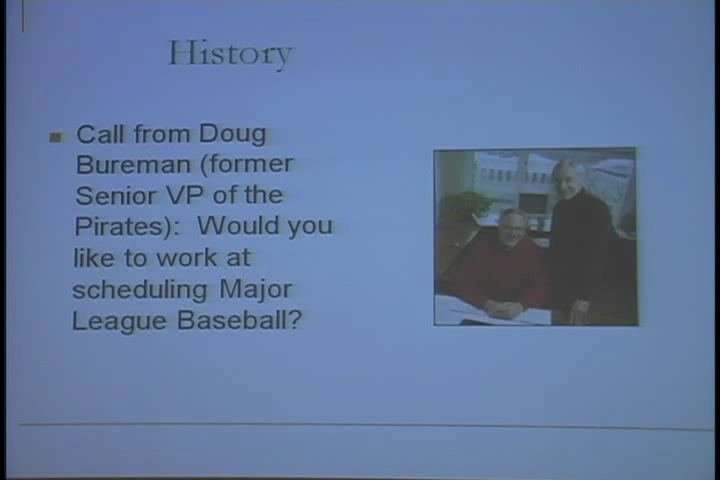 History
Call from Doug
Bureman (former
Senior VP of the
Pirates): Would you
like to work at
scheduling Major
League Baseball?